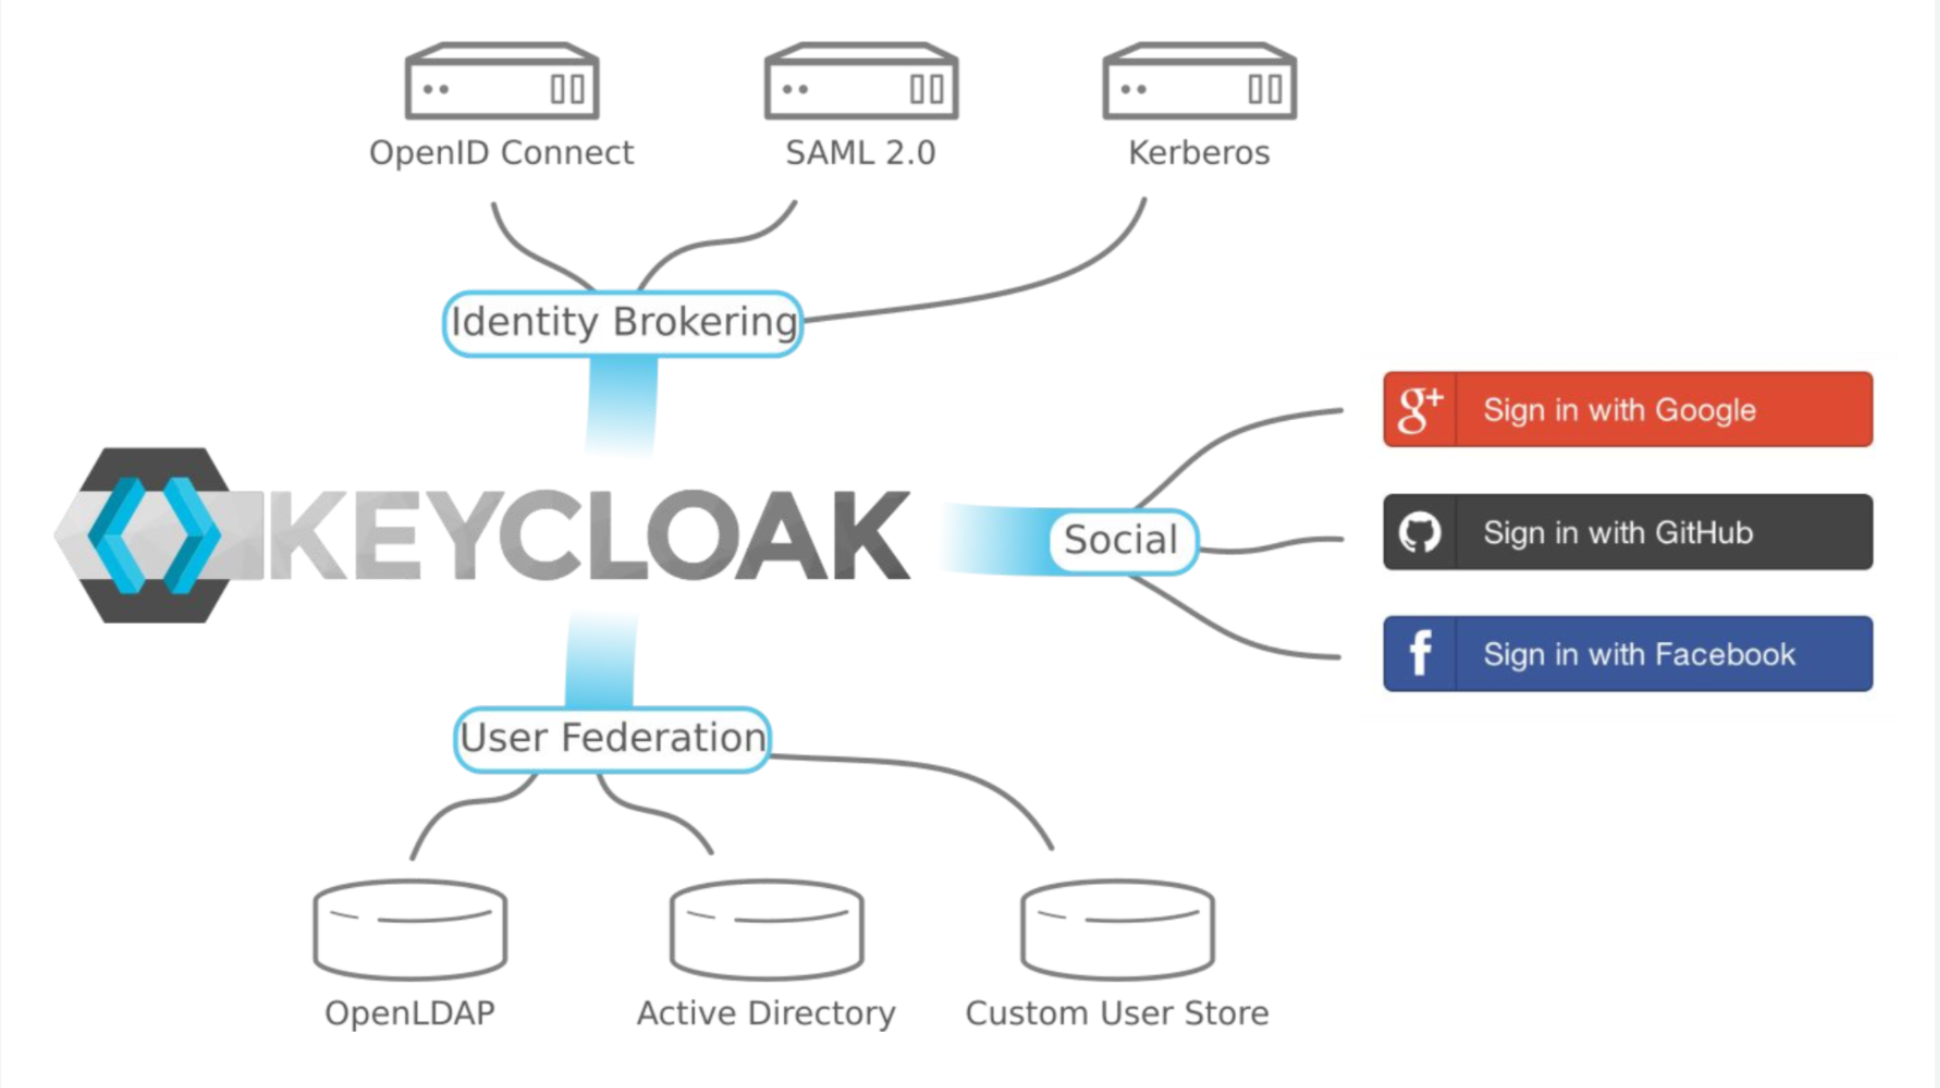 OpenID Connect
SAML 2.0
Kerberos
Identity Brokering
KEYCLOAK
Social
g+ Sign in with Google
Sign in with GitHub
f Sign in with Facebook
User Federation
OpenLDAP
Active Directory
Custom User Store